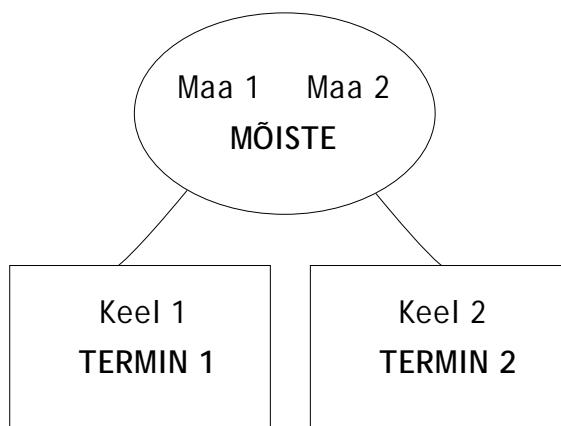 Maa 1 Maa 2
MÕISTE
Keel 1
TERMIN 1
Keel 2
TERMIN 2